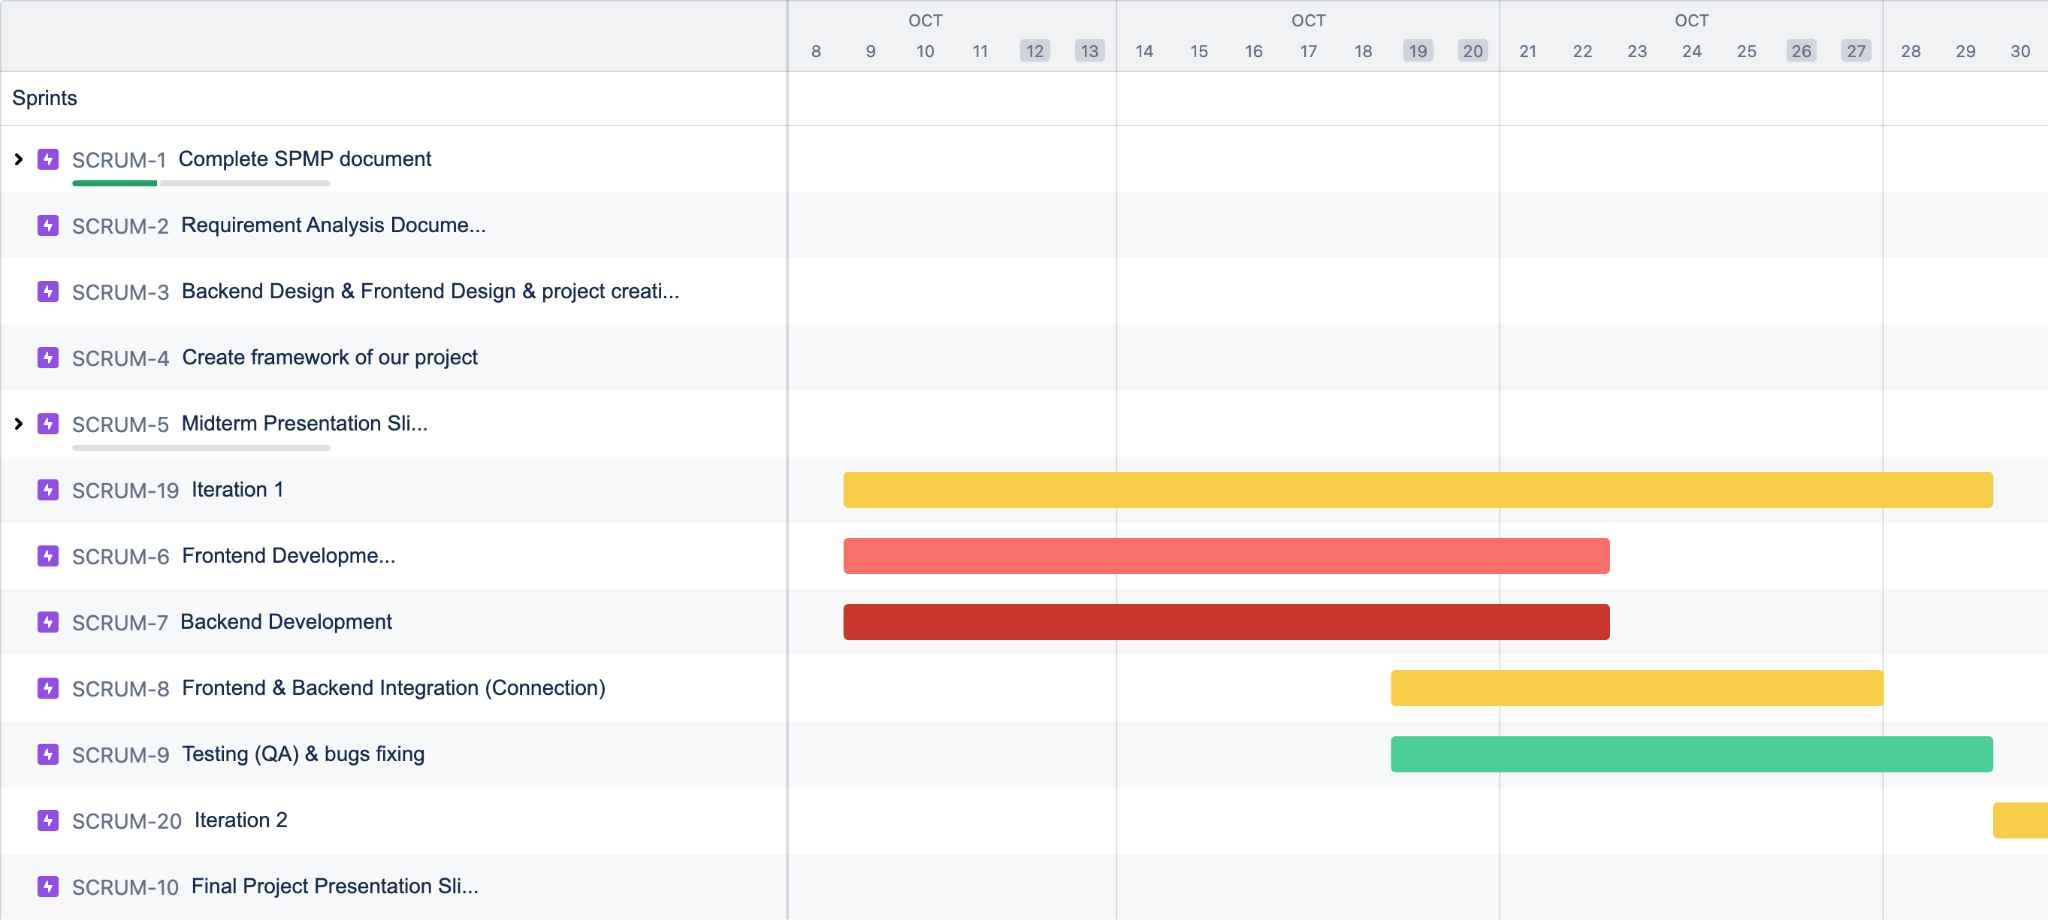 OCT OCT OCT
8 9 10 11 12 13 14 15 16 17 18 19 20 21 22 23 24 25 26 27 28 29 30
Sprints
SCRUM-1 Complete SPMP document
SCRUM-2 Requirement Analysis Docume...
SCRUM-3 Backend Design & Frontend Design & project creati...
SCRUM-4 Create framework of our project
SCRUM-5 Midterm Presentation Sli...
SCRUM-19 Iteration 1
SCRUM-6 Frontend Developme...
SCRUM-7 Backend Development
SCRUM-8 Frontend & Backend Integration (Connection)
SCRUM-9 Testing (QA) & bugs fixing
SCRUM-20 Iteration 2
SCRUM-10 Final Project Presentation Sli...